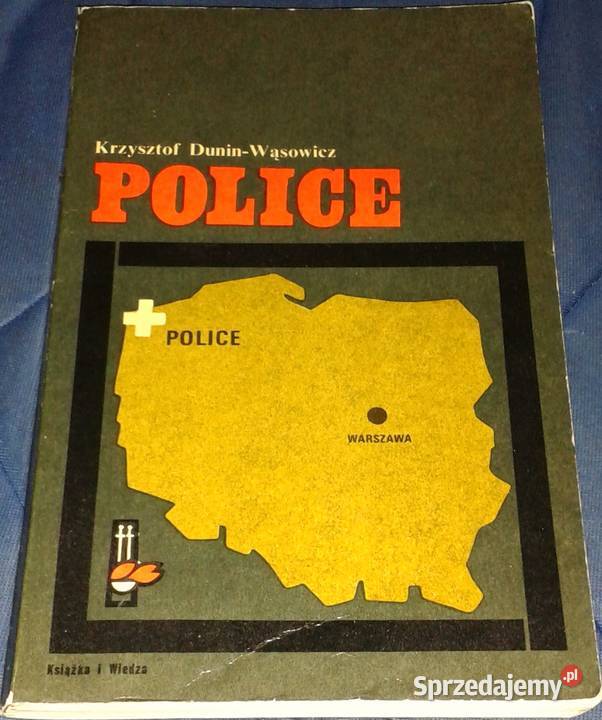 Krzysztof Dunin-Wąsowicz
POLICE
POLICE
WARSZAWA
Książka i Wiedza
Sprzedajemy.pl